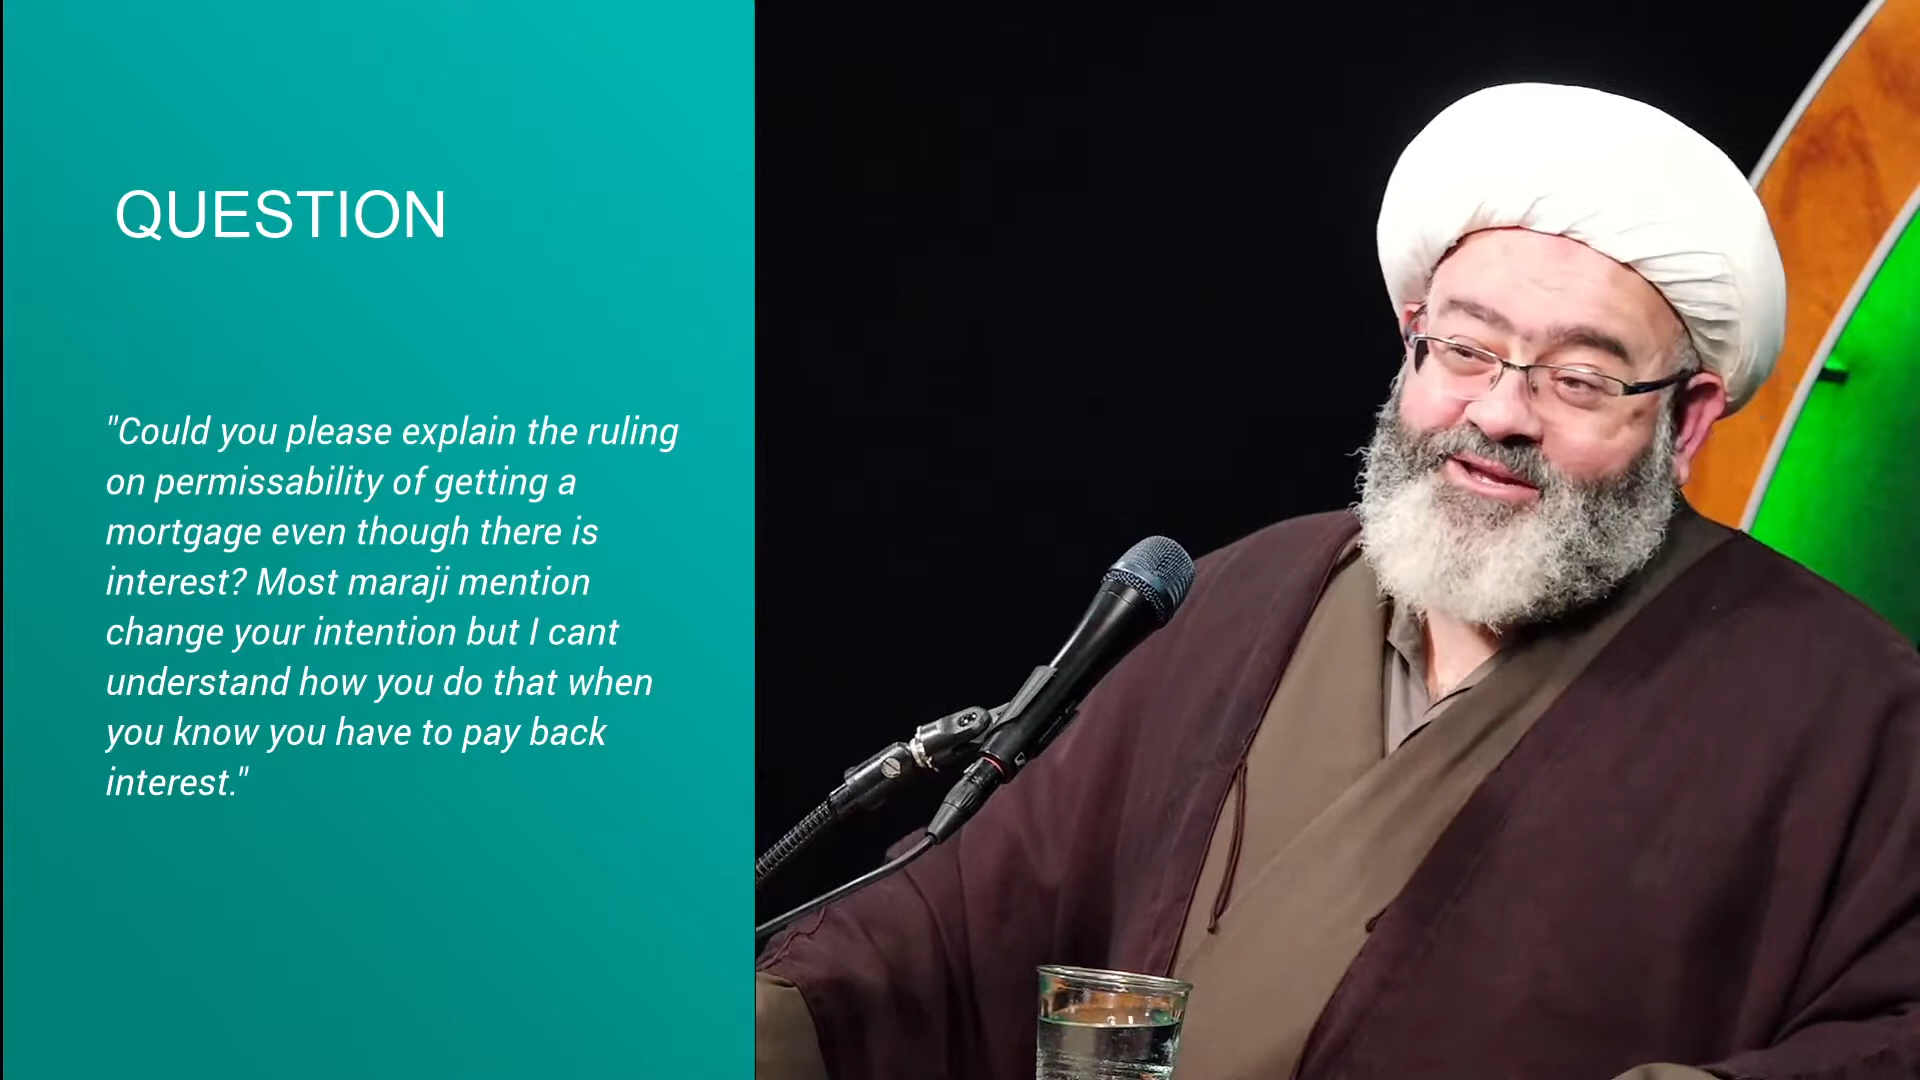 QUESTION
"Could you please explain the ruling
on permissability of getting a
mortgage even though there is
interest? Most maraji mention
change your intention but I cant
understand how you do that when
you know you have to pay back
interest."